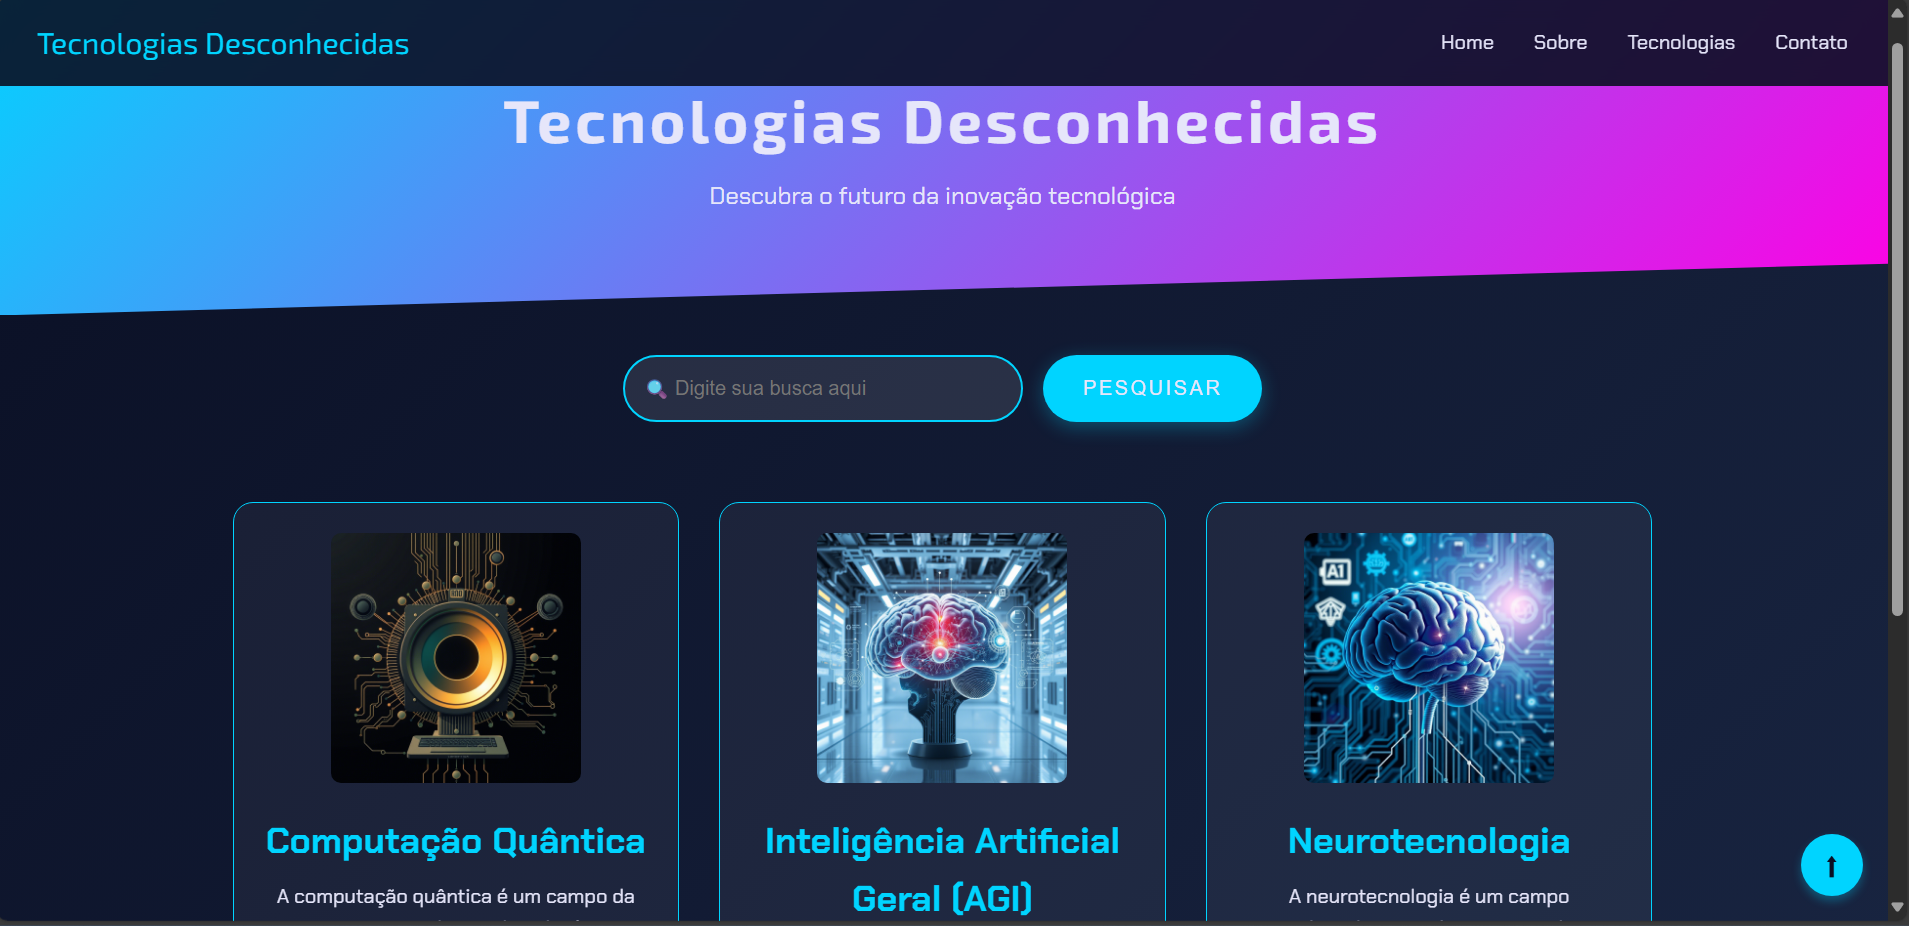 Tecnologias Desconhecidas
Home Sobre Tecnologias Contato
Tecnologias Desconhecidas
Descubra o futuro da inovação tecnológica
🔍 Digite sua busca aqui
PESQUISAR
AI
Computação Quântica
A computação quântica é um campo da
Inteligência Artificial
Geral (AGI)
Neurotecnologia
A neurotecnologia é um campo